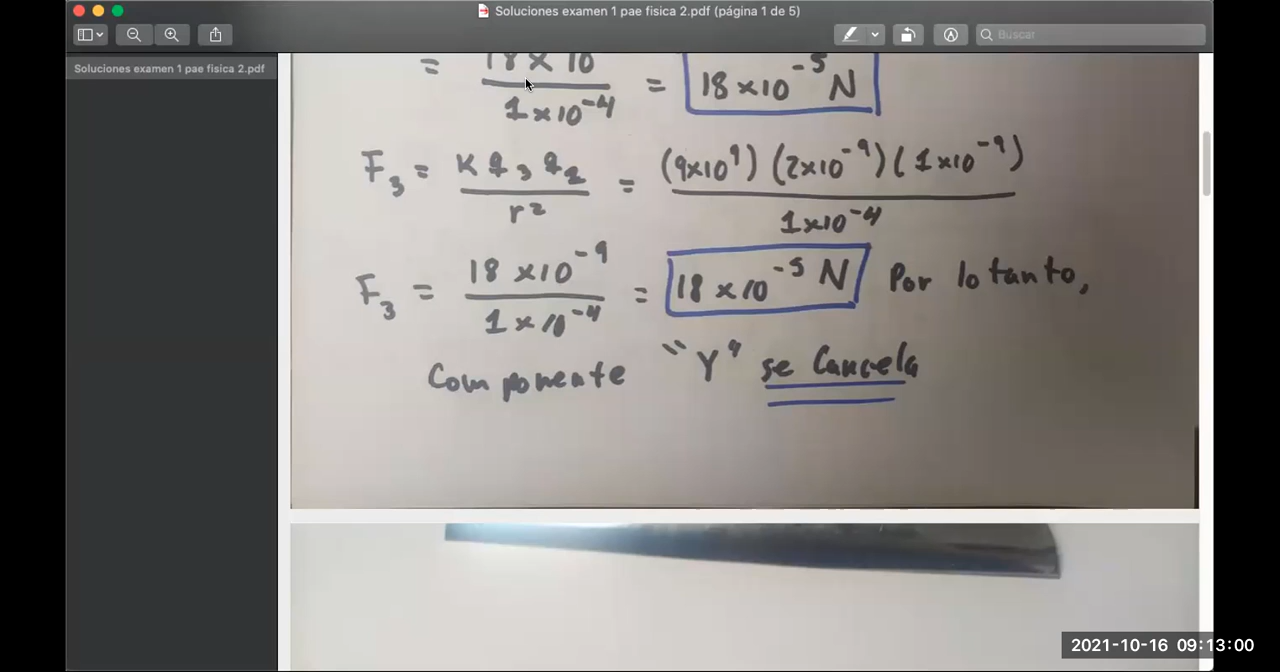 Soluciones examen 1 pae fisica 2.pdf (página 1 de 5)
Buscar
Soluciones examen 1 pae fisica 2.pdf
= 18 × 10 / 1×10⁻⁴ = 18×10⁻⁵ N
F₃ = K q₃ q₂ / r² = (9×10⁹) (2×10⁻⁹) (1×10⁻⁹) / 1×10⁻⁴
F₃ = 18 ×10⁻⁹ / 1 × 10⁻⁴ = 18 ×10⁻⁵ N Por lo tanto,
Componente "Y" se Cancela
2021-10-16 09:13:00